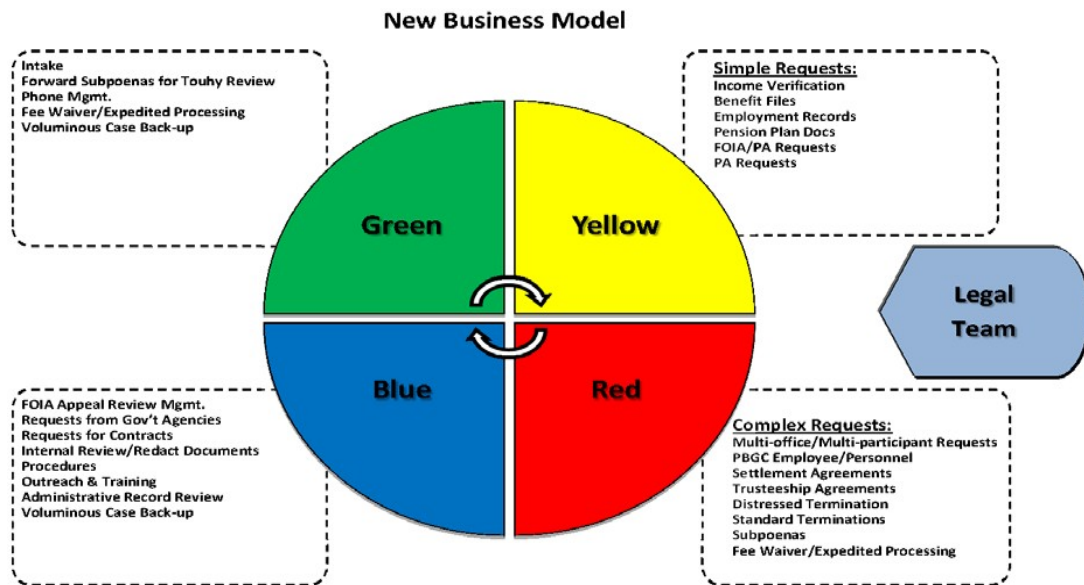 New Business Model
Intake
Forward Subpoenas for Touhy Review
Phone Mgmt.
Fee Waiver/Expedited Processing
Voluminous Case Back-up
Simple Requests:
Income Verification
Benefit Files
Employment Records
Pension Plan Docs
FOIA/PA Requests
PA Requests
Green
Yellow
Legal
Team
Blue
Red
FOIA Appeal Review Mgmt.
Requests from Gov't Agencies
Requests for Contracts
Internal Review/Redact Documents
Procedures
Outreach & Training
Administrative Record Review
Voluminous Case Back-up
Complex Requests:
Multi-office/Multi-participant Requests
PBGC Employee/Personnel
Settlement Agreements
Trusteeship Agreements
Distressed Termination
Standard Terminations
Subpoenas
Fee Waiver/Expedited Processing